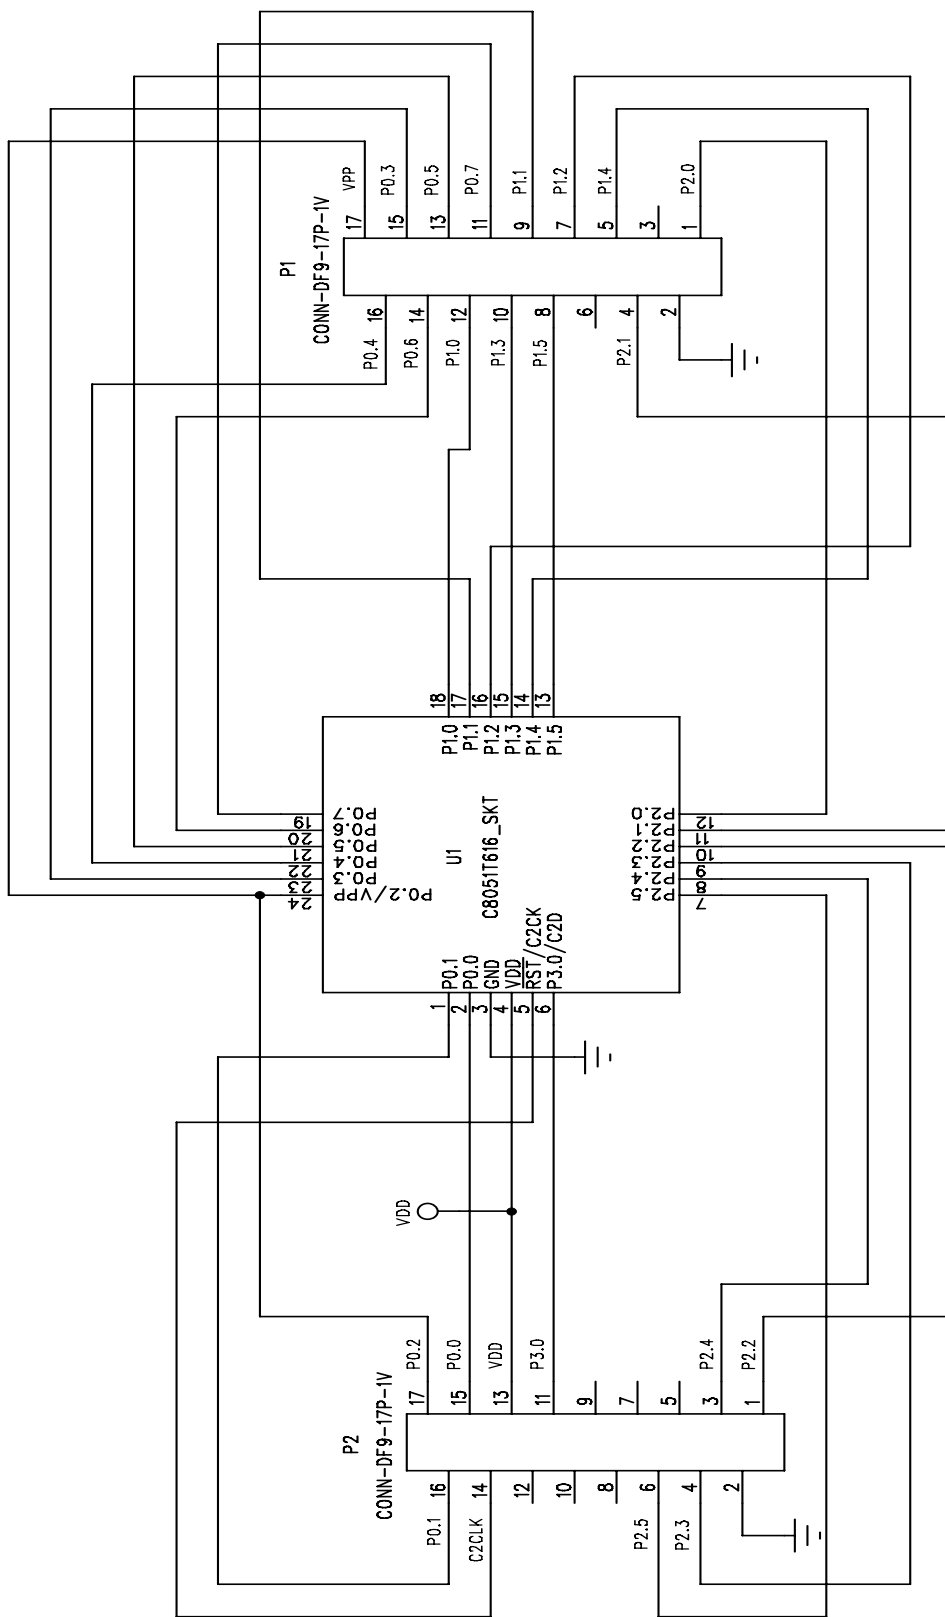 P1
CONN-DF9-17P-1V
17
VPP
15
P0.3
13
P0.5
11
P0.7
9
P1.1
7
P1.2
5
P1.4
3
1
P2.0
16
P0.4
14
P0.6
12
P1.0
10
P1.3
8
P1.5
6
4
P2.1
2
U1
C8051T616_SKT
18
P1.0
17
P1.1
16
P1.2
15
P1.3
14
P1.4
13
P1.5
19
P0.7
20
P0.6
21
P0.5
22
P0.4
23
P0.3
24
P0.2/VPP
12
P2.0
11
P2.1
10
P2.2
9
P2.3
8
P2.4
7
P2.5
1
P0.1
2
P0.0
3
GND
4
VDD
5
RST/C2CK
6
P3.0/C2D
VDD
P2
CONN-DF9-17P-1V
17
P0.2
15
P0.0
13
VDD
11
P3.0
9
7
5
3
P2.4
1
P2.2
16
P0.1
14
C2CLK
12
10
8
6
P2.5
4
P2.3
2